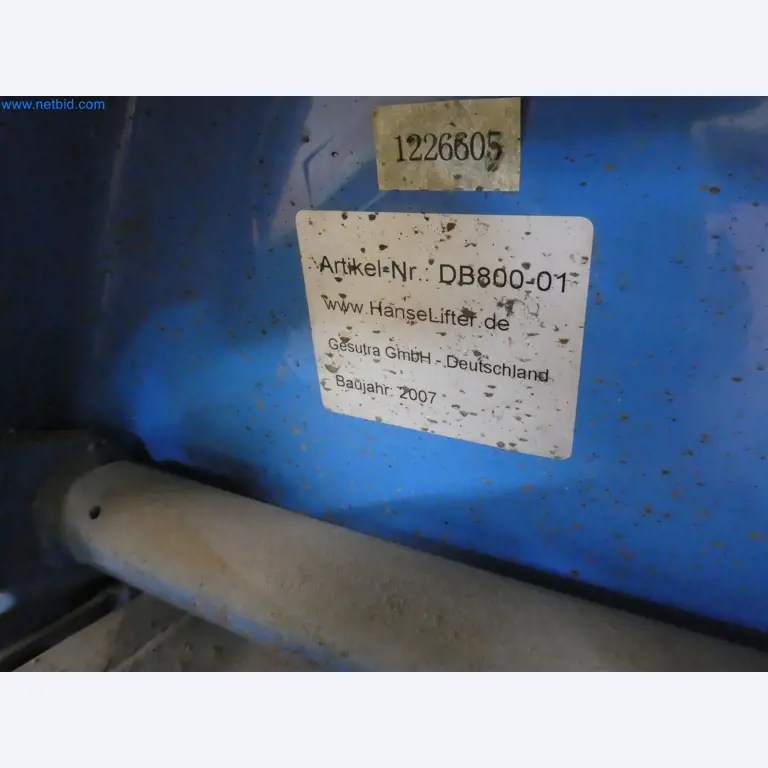 www.netbid.com
1226605
Artikel-Nr.: DB800-01
www.HanseLifter.de
Gesutra GmbH - Deutschland
Baujahr: 2007